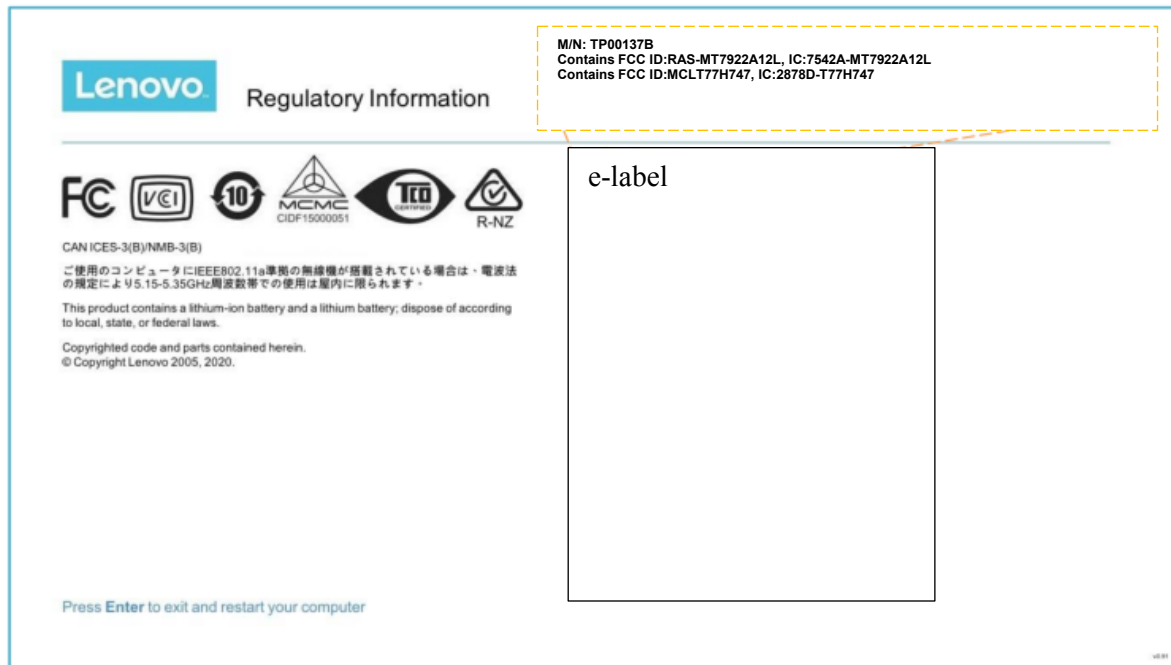 M/N: TP00137B
Contains FCC ID:RAS-MT7922A12L, IC:7542A-MT7922A12L
Contains FCC ID:MCLT77H747, IC:2878D-T77H747
Lenovo.
Regulatory Information
e-label
FC VCI 10 MCMC TCO CERTIFIED
CIDF15000051
R-NZ
CAN ICES-3(B)/NMB-3(B)
ご使用のコンピュータにIEEE802.11a準拠の無線機が搭載されている場合は・電波法
の規定により5.15-5.35GHz周波数帯での使用は屋内に限られます・
This product contains a lithium-ion battery and a lithium battery; dispose of according
to local, state, or federal laws.
Copyrighted code and parts contained herein.
© Copyright Lenovo 2005, 2020.
Press Enter to exit and restart your computer